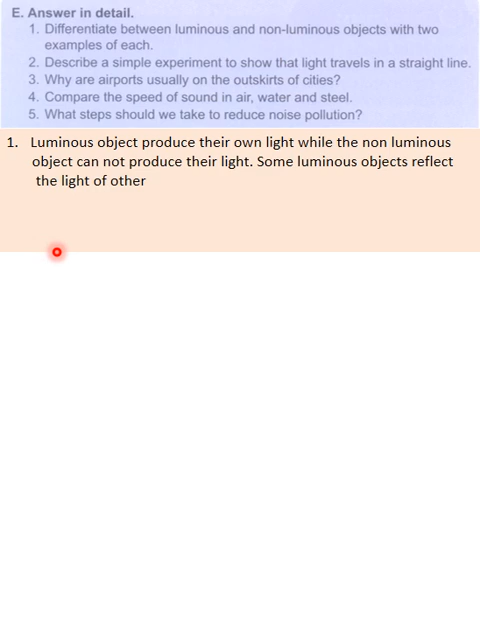 E. Answer in detail.
1. Differentiate between luminous and non-luminous objects with two
examples of each.
2. Describe a simple experiment to show that light travels in a straight line.
3. Why are airports usually on the outskirts of cities?
4. Compare the speed of sound in air, water and steel.
5. What steps should we take to reduce noise pollution?
1. Luminous object produce their own light while the non luminous
object can not produce their light. Some luminous objects reflect
the light of other